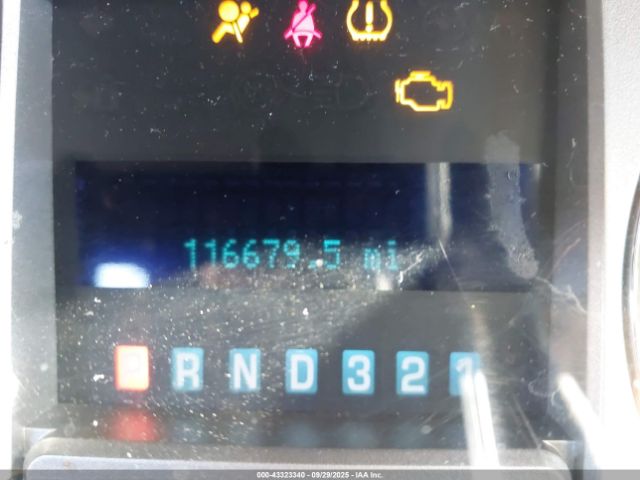 116679.5 mi
P R N D 3 2 1
000-43323340 - 09/29/2025 - IAA Inc.